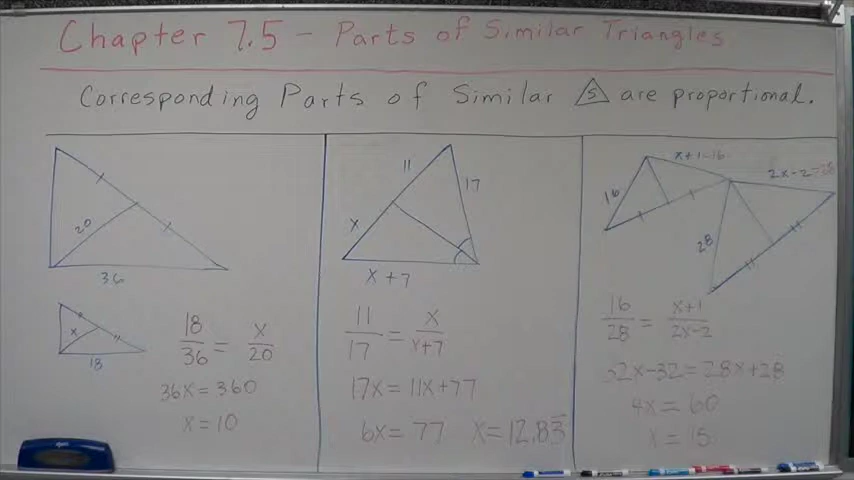 Chapter 7.5 - Parts of Similar Triangles
Corresponding Parts of Similar △s are proportional.
20
36
x
18
18/36 = x/20
36x = 360
x = 10
11
17
x
x + 7
11/17 = x/x+7
17x = 11x + 77
6x = 77 x = 12.83̅
x+1=16
2x-2=28
16
28
16/28 = x+1/2x-2
32x-32 = 28x+28
4x = 60
x = 15